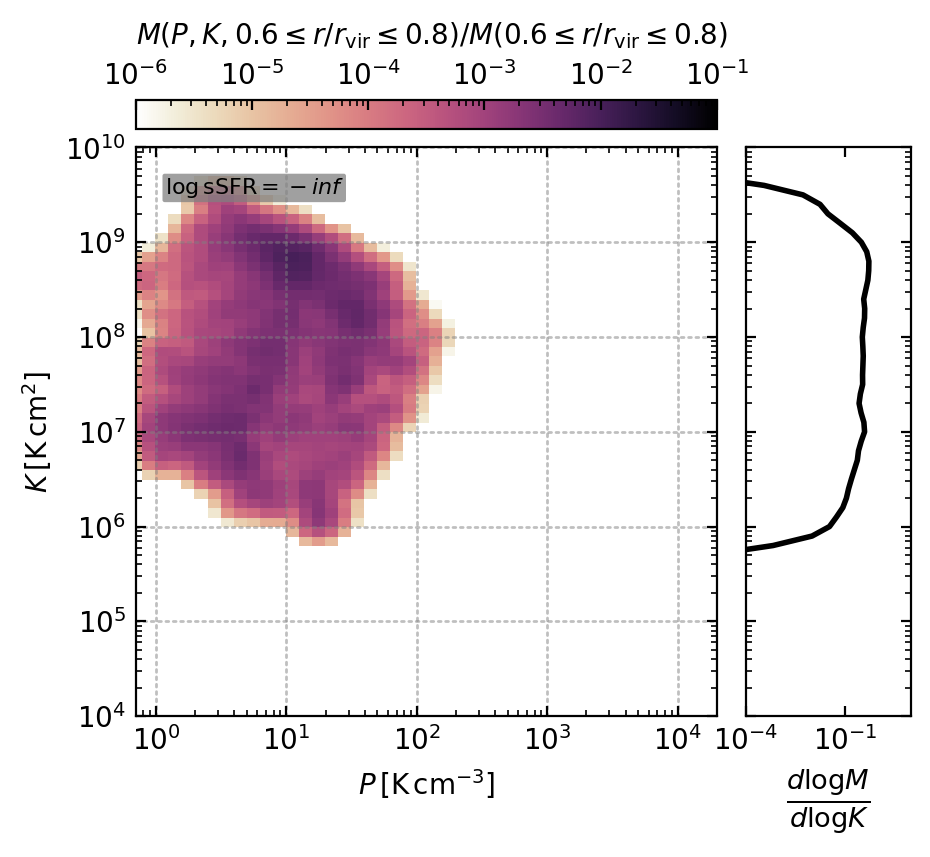 M(P, K, 0.6 ≤ r/r_vir ≤ 0.8)/M(0.6 ≤ r/r_vir ≤ 0.8)
10^−6 10^−5 10^−4 10^−3 10^−2 10^−1
log sSFR = −inf
10^10
10^9
10^8
10^7
10^6
10^5
10^4
K [K cm^2]
10^0 10^1 10^2 10^3 10^4
P [K cm^−3]
10^−4 10^−1
dlogM
dlogK